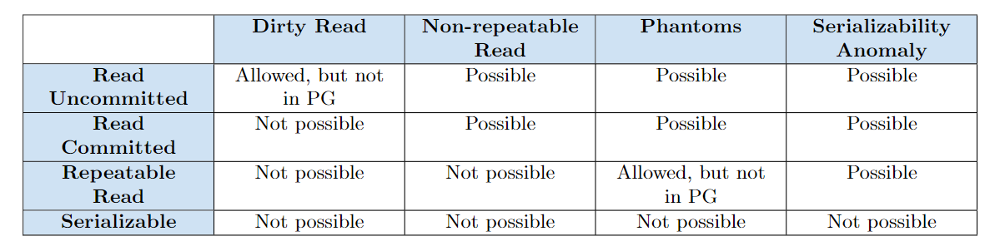 Dirty Read Non-repeatable Phantoms Serializability
Read Anomaly
Read Allowed, but not Possible Possible Possible
Uncommitted in PG
Read Not possible Possible Possible Possible
Committed
Repeatable Not possible Not possible Allowed, but not Possible
Read in PG
Serializable Not possible Not possible Not possible Not possible